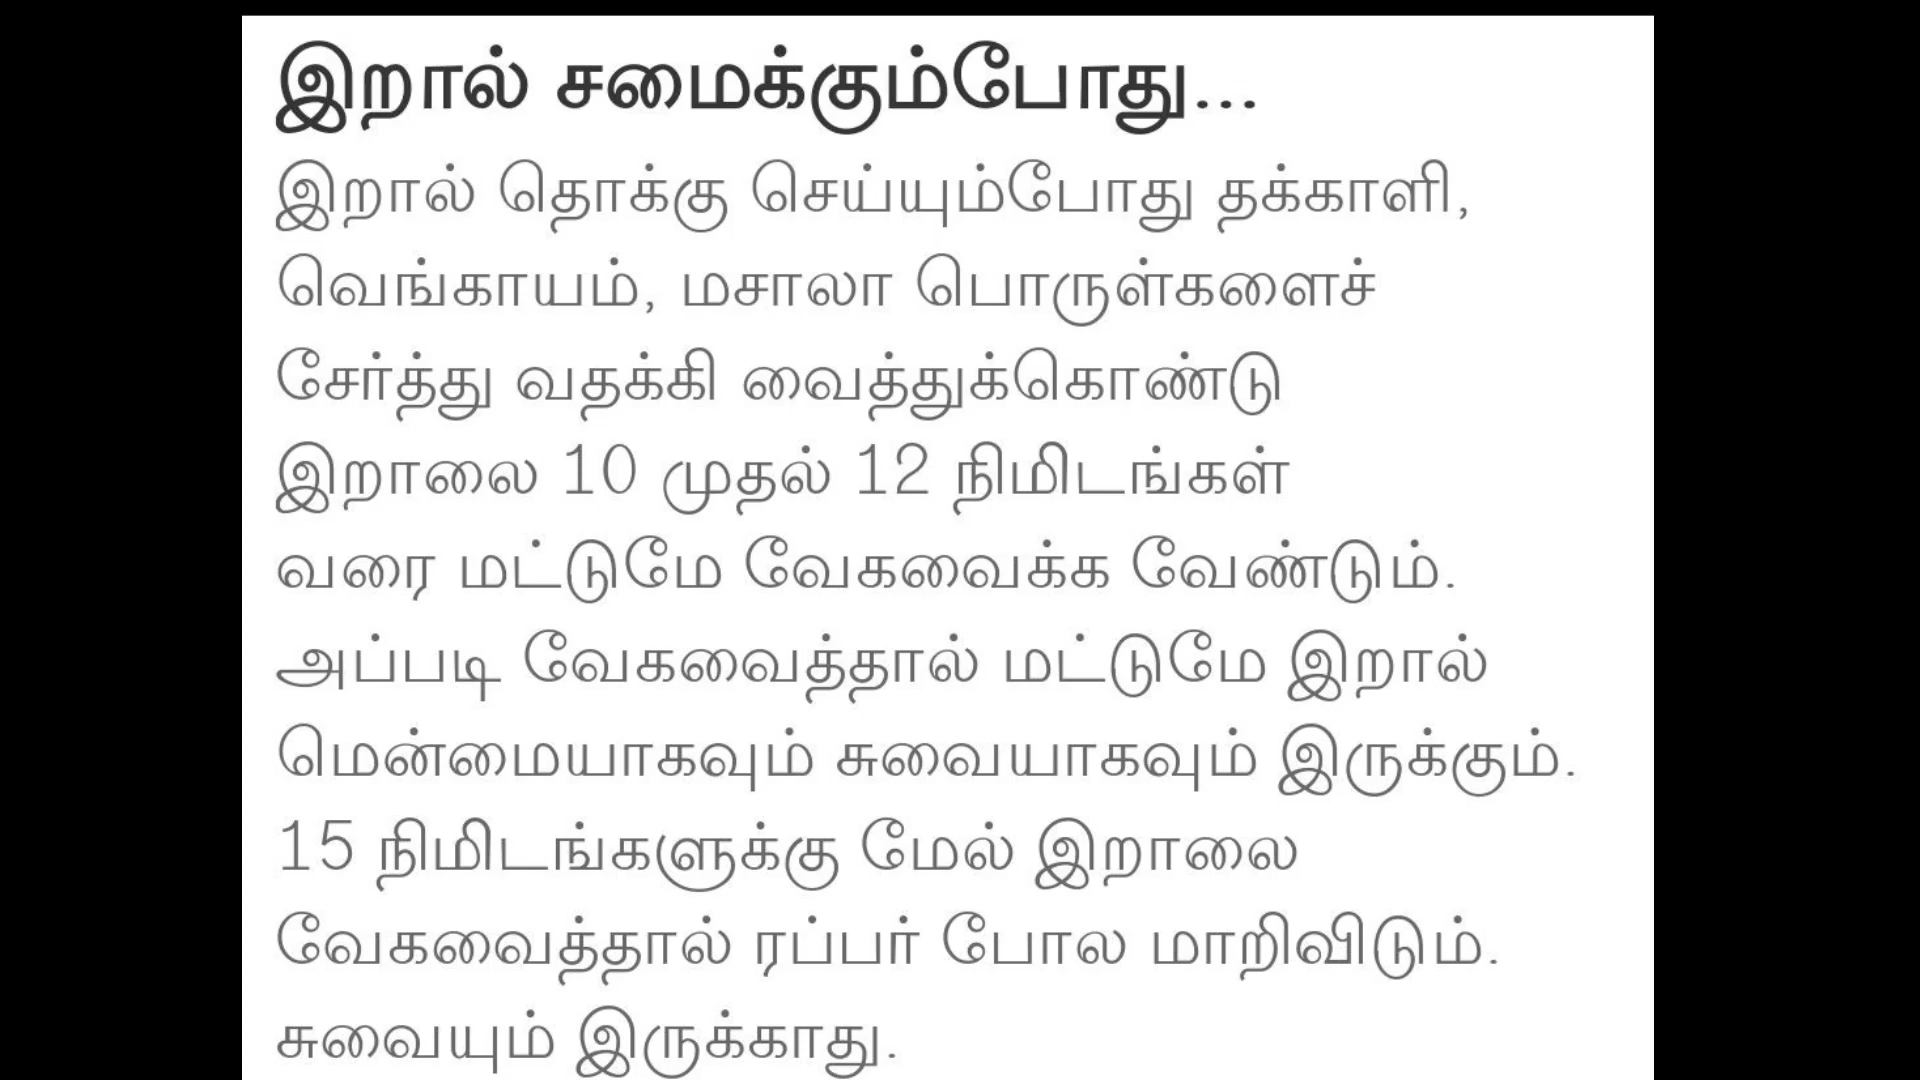 இறால் சமைக்கும்போது...
இறால் தொக்கு செய்யும்போது தக்காளி,
வெங்காயம், மசாலா பொருள்களைச்
சேர்த்து வதக்கி வைத்துக்கொண்டு
இறாலை 10 முதல் 12 நிமிடங்கள்
வரை மட்டுமே வேகவைக்க வேண்டும்.
அப்படி வேகவைத்தால் மட்டுமே இறால்
மென்மையாகவும் சுவையாகவும் இருக்கும்.
15 நிமிடங்களுக்கு மேல் இறாலை
வேகவைத்தால் ரப்பர் போல மாறிவிடும்.
சுவையும் இருக்காது.